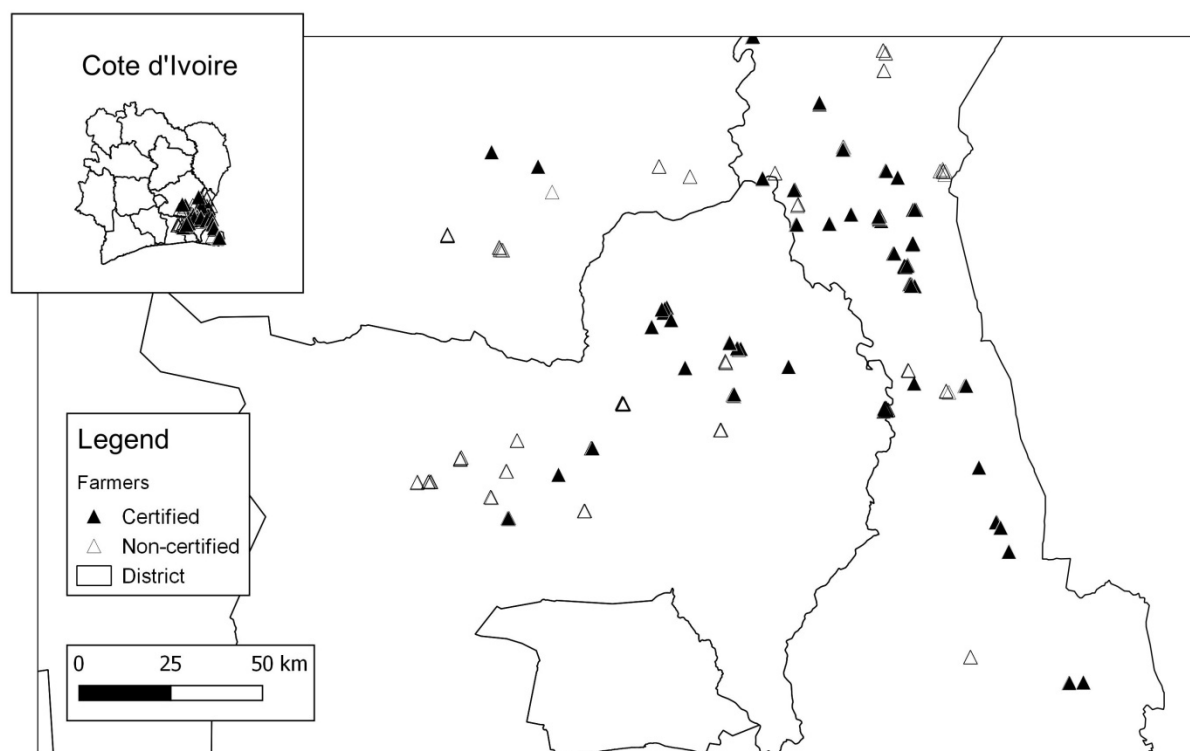 Cote d'Ivoire
Legend
Farmers
Certified
Non-certified
District
0 25 50 km